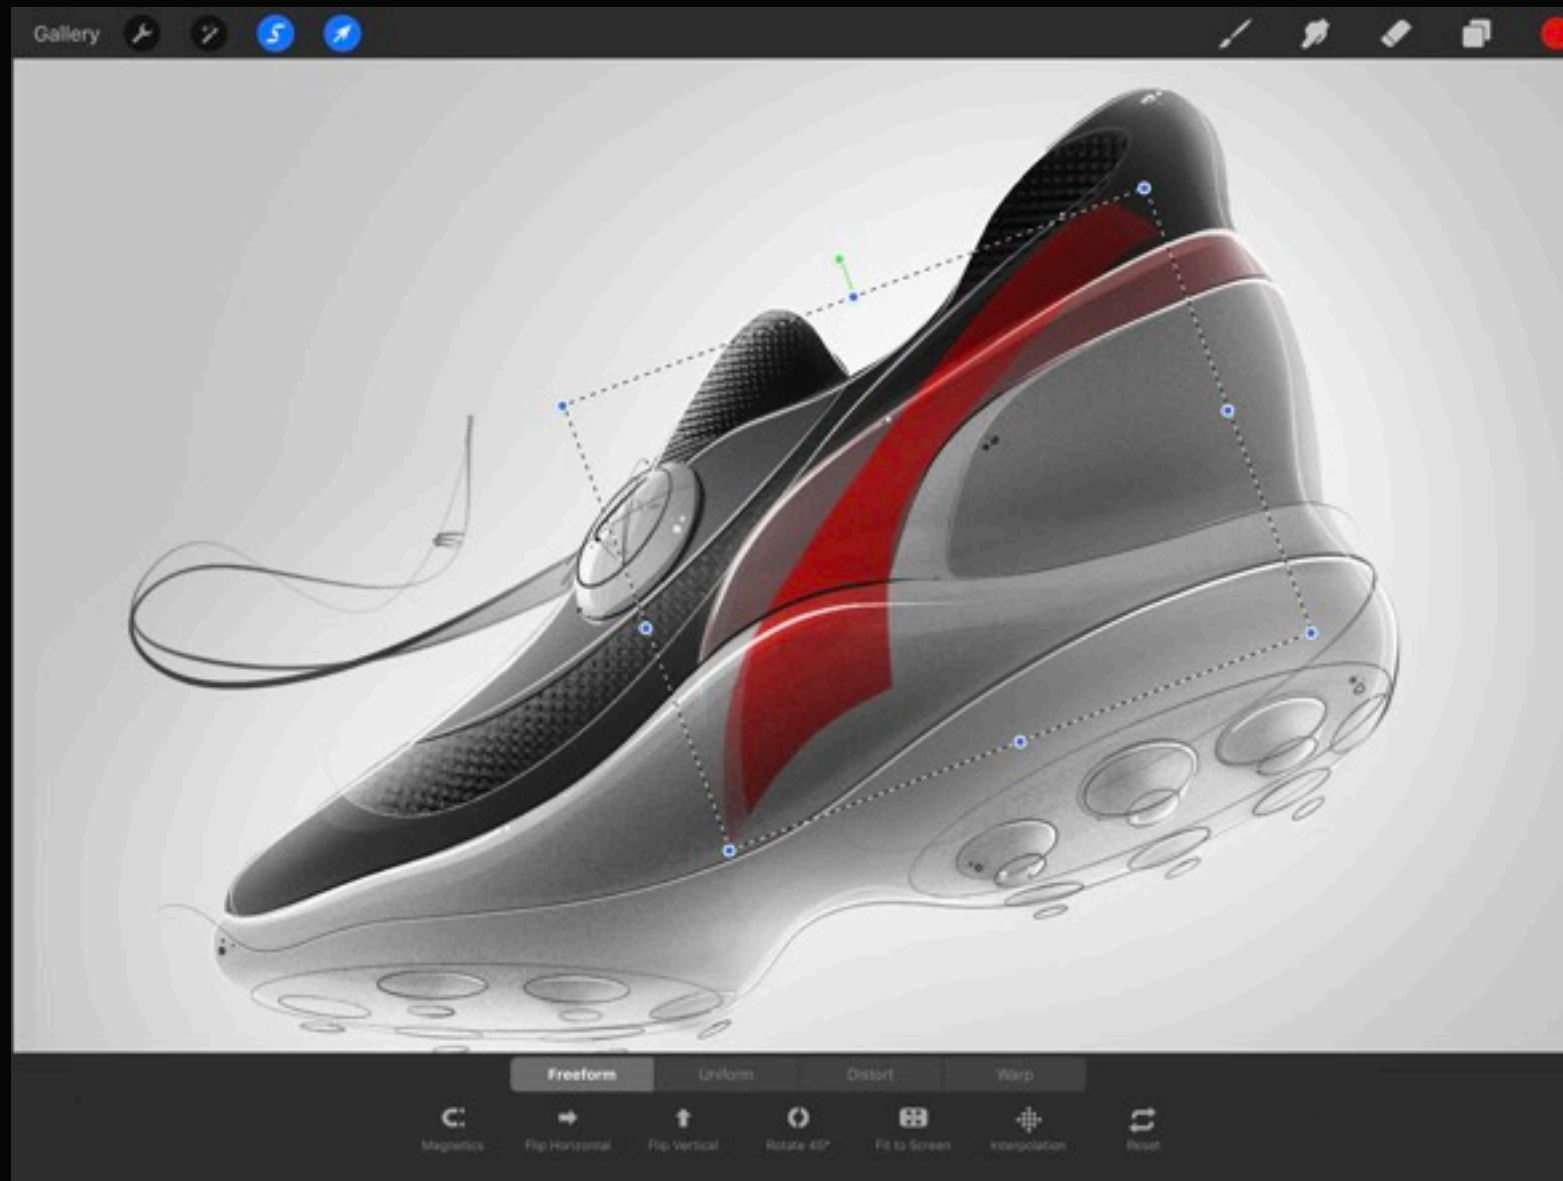 Gallery
Freeform Uniform Distort Warp
Magnetics Flip Horizontal Flip Vertical Rotate 45° Fit to Screen Interpolation Reset